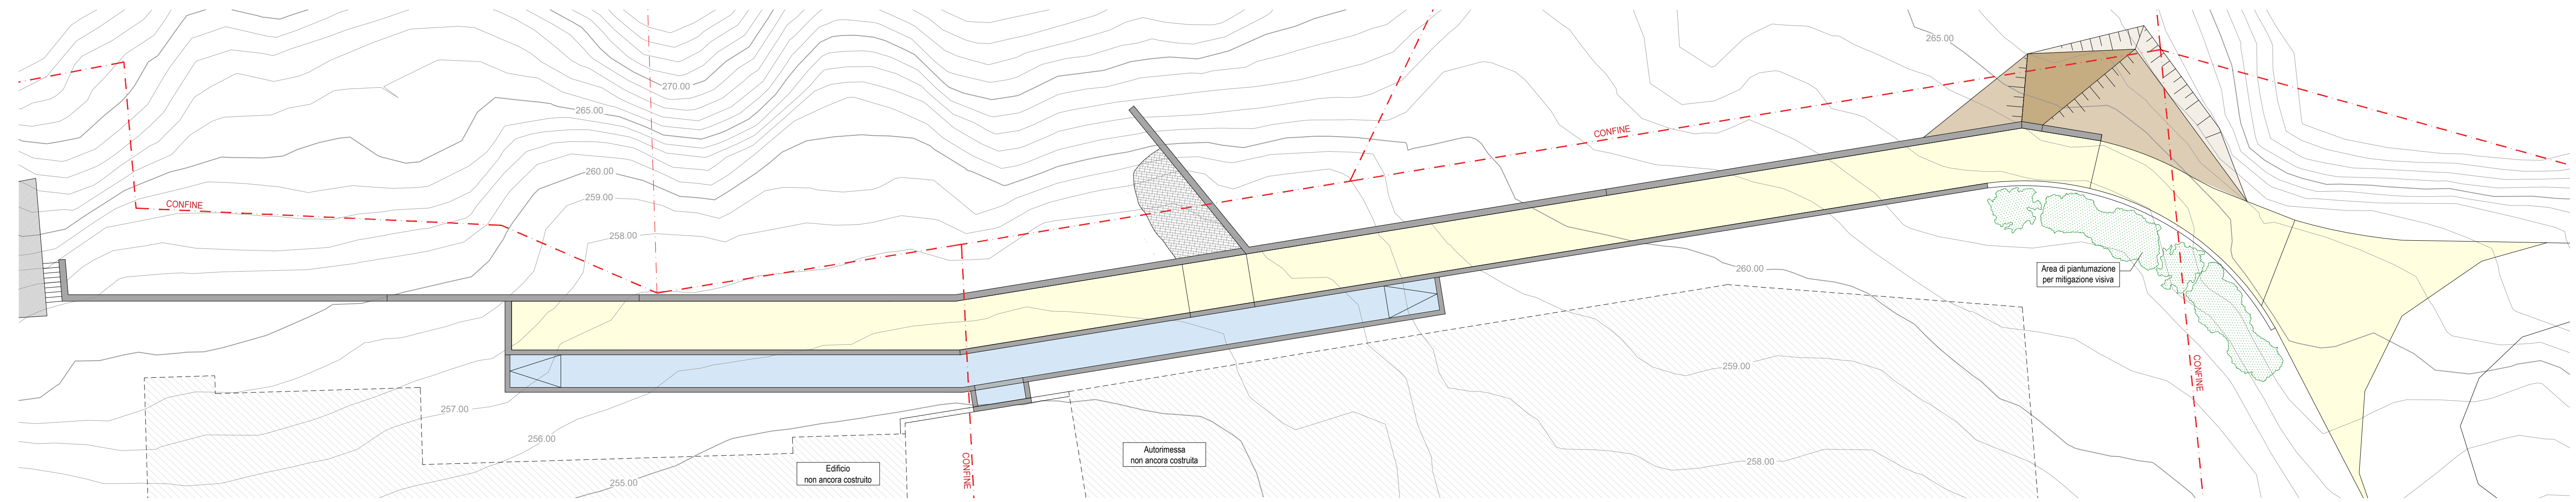 265.00
270.00
265.00
CONFINE
260.00
259.00
CONFINE
258.00
260.00
Area di piantumazione
per mitigazione visiva
259.00
CONFINE
257.00
256.00
Autorimessa
non ancora costruita
258.00
CONFINE
Edificio
non ancora costruito
255.00